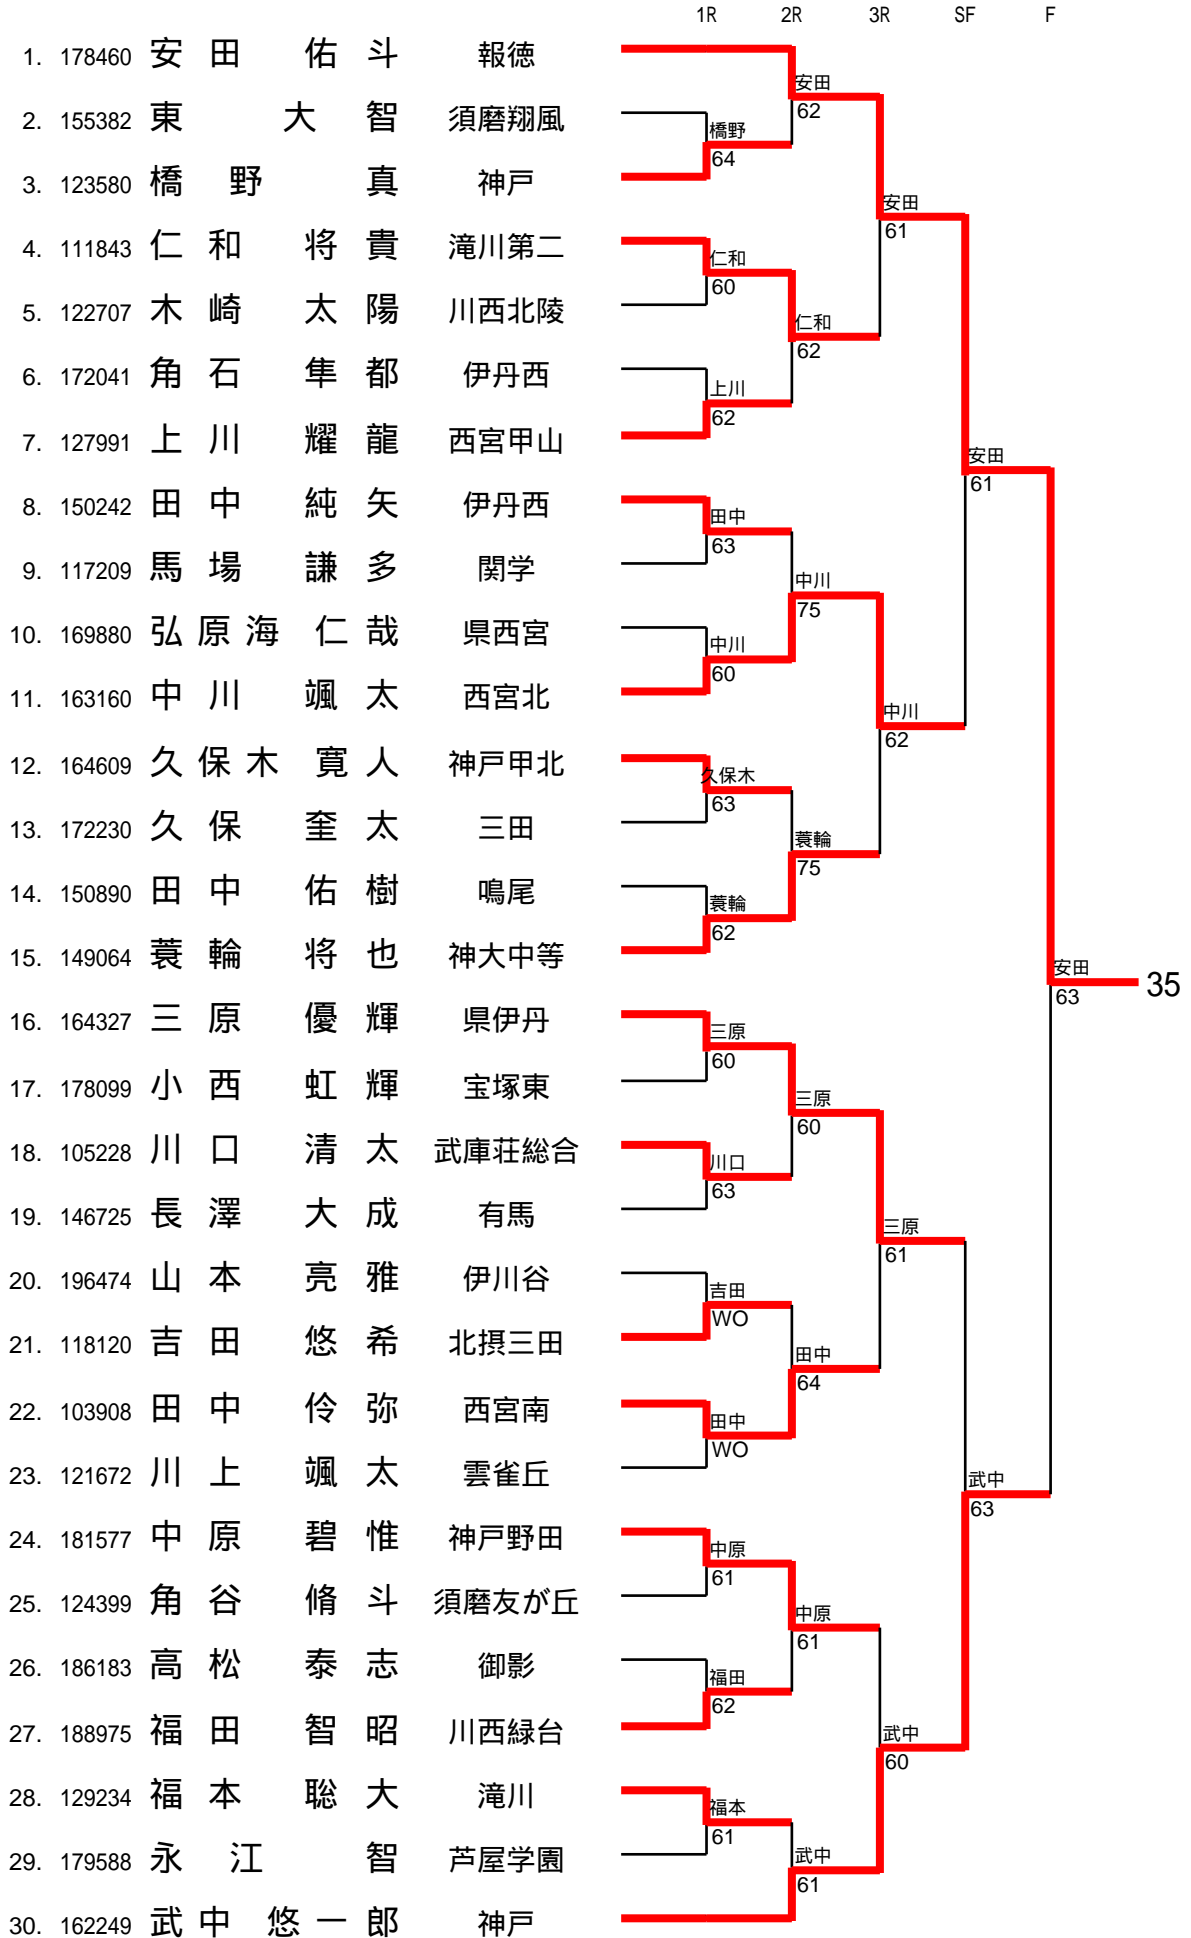 1R 2R 3R SF F
1. 178460 安田 佑斗 報徳
安田
2. 155382 東 大智 須磨翔風
62
橋野
64
3. 123580 橋野 真 神戸
安田
61
4. 111843 仁和 将貴 滝川第二
仁和
60
5. 122707 木崎 太陽 川西北陵
仁和
62
6. 172041 角石 隼都 伊丹西
上川
62
7. 127991 上川 耀龍 西宮甲山
安田
61
8. 150242 田中 純矢 伊丹西
田中
63
9. 117209 馬場 謙多 関学
中川
75
10. 169880 弘原海 仁哉 県西宮
中川
60
11. 163160 中川 颯太 西宮北
中川
62
12. 164609 久保木 寛人 神戸甲北
久保木
63
13. 172230 久保 奎太 三田
蓑輪
75
14. 150890 田中 佑樹 鳴尾
蓑輪
62
15. 149064 蓑輪 将也 神大中等
安田
63
35
16. 164327 三原 優輝 県伊丹
三原
60
17. 178099 小西 虹輝 宝塚東
三原
60
18. 105228 川口 清太 武庫荘総合
川口
63
19. 146725 長澤 大成 有馬
三原
61
20. 196474 山本 亮雅 伊川谷
吉田
WO
21. 118120 吉田 悠希 北摂三田
田中
64
22. 103908 田中 伶弥 西宮南
田中
WO
23. 121672 川上 颯太 雲雀丘
武中
63
24. 181577 中原 碧惟 神戸野田
中原
61
25. 124399 角谷 脩斗 須磨友が丘
中原
61
26. 186183 高松 泰志 御影
福田
62
27. 188975 福田 智昭 川西緑台
武中
60
28. 129234 福本 聡大 滝川
福本
61
29. 179588 永江 智 芦屋学園
武中
61
30. 162249 武中 悠一郎 神戸